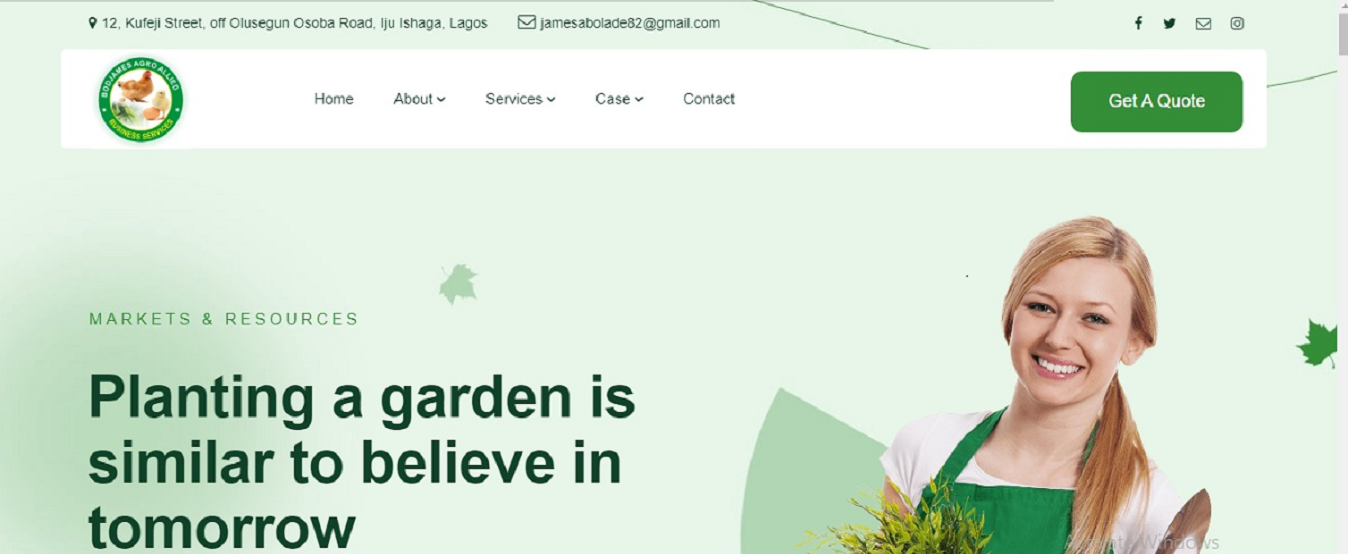 12, Kufeji Street, off Olusegun Osoba Road, Iju Ishaga, Lagos
jamesabolade82@gmail.com
BODJAMES AGRO ALLIED
BUSINESS SERVICES
Home
About
Services
Case
Contact
Get A Quote
MARKETS & RESOURCES
Planting a garden is
similar to believe in
tomorrow
Activate Windows